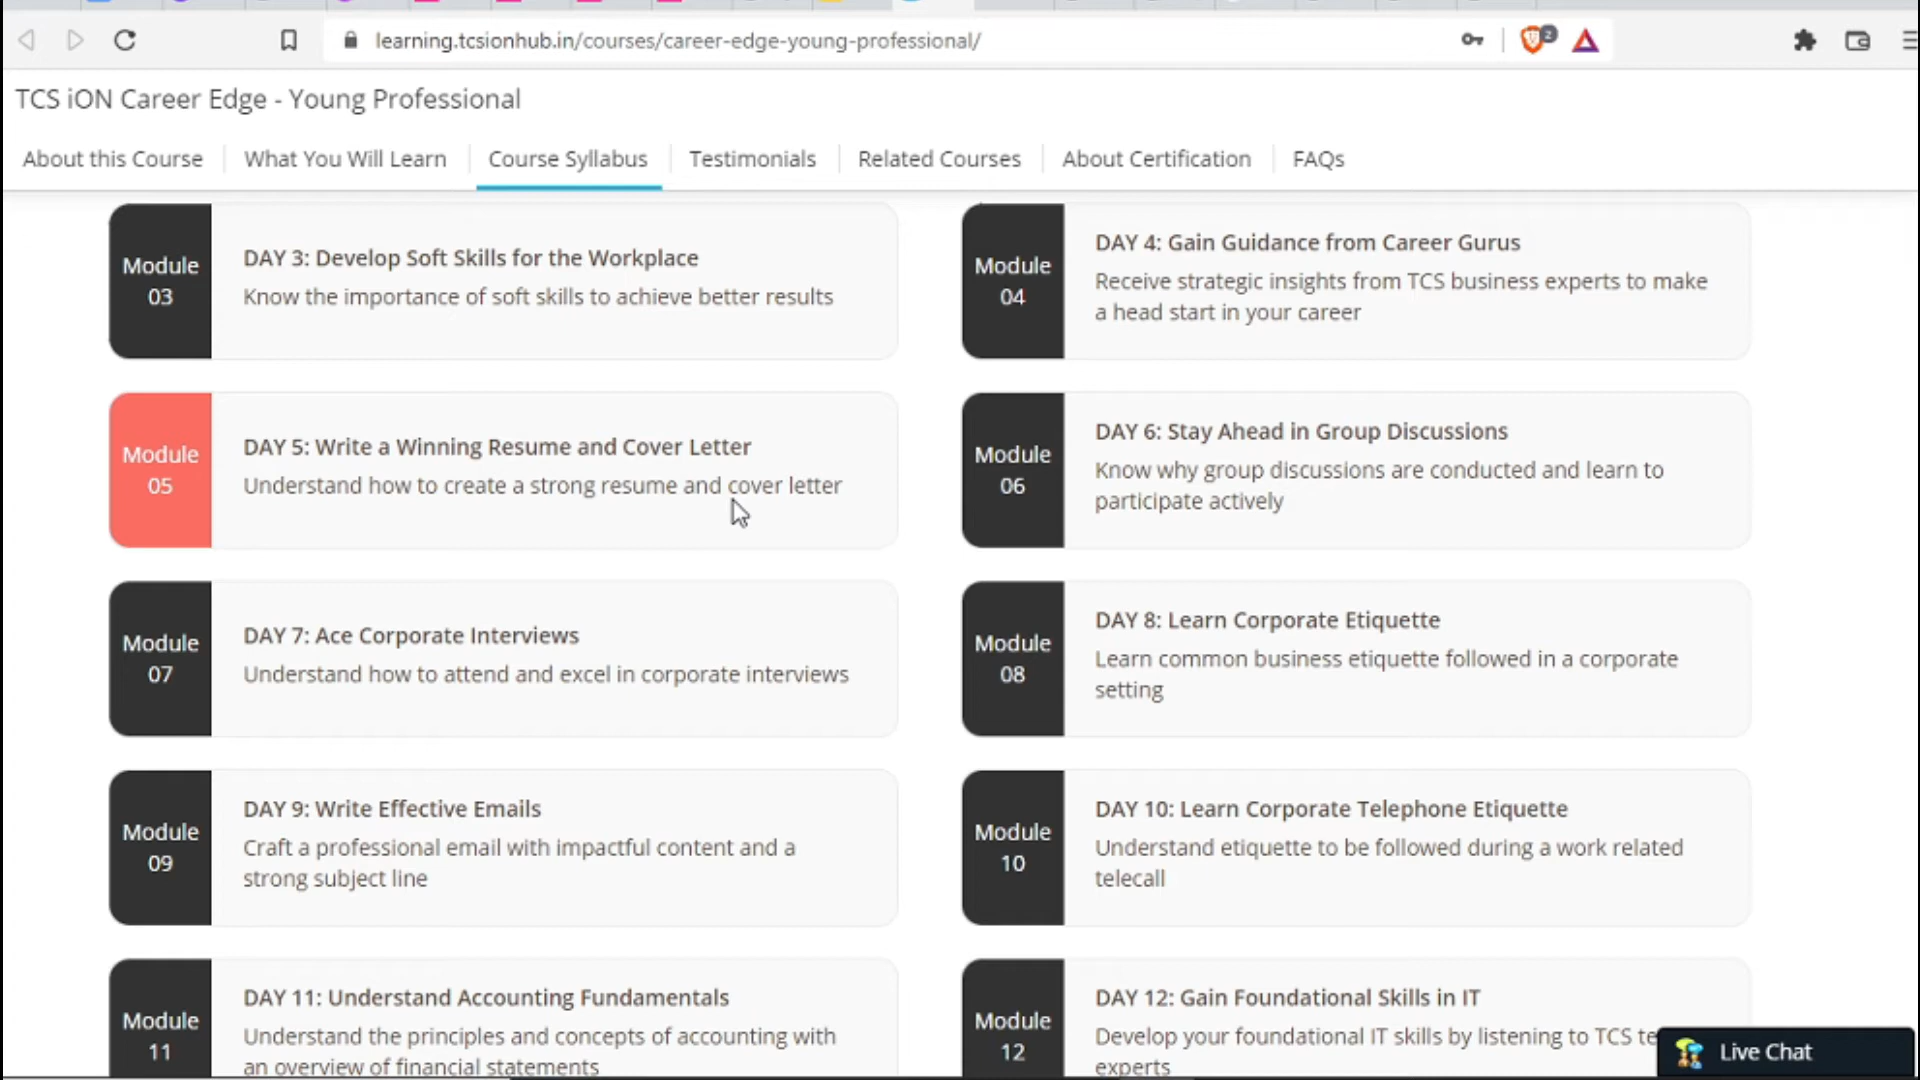 learning.tcsionhub.in/courses/career-edge-young-professional/
2
TCS iON Career Edge - Young Professional
About this Course
What You Will Learn
Course Syllabus
Testimonials
Related Courses
About Certification
FAQs
Module
03
DAY 3: Develop Soft Skills for the Workplace
Know the importance of soft skills to achieve better results
Module
04
DAY 4: Gain Guidance from Career Gurus
Receive strategic insights from TCS business experts to make
a head start in your career
Module
05
DAY 5: Write a Winning Resume and Cover Letter
Understand how to create a strong resume and cover letter
Module
06
DAY 6: Stay Ahead in Group Discussions
Know why group discussions are conducted and learn to
participate actively
Module
07
DAY 7: Ace Corporate Interviews
Understand how to attend and excel in corporate interviews
Module
08
DAY 8: Learn Corporate Etiquette
Learn common business etiquette followed in a corporate
setting
Module
09
DAY 9: Write Effective Emails
Craft a professional email with impactful content and a
strong subject line
Module
10
DAY 10: Learn Corporate Telephone Etiquette
Understand etiquette to be followed during a work related
telecall
Module
11
DAY 11: Understand Accounting Fundamentals
Understand the principles and concepts of accounting with
an overview of financial statements
Module
12
DAY 12: Gain Foundational Skills in IT
Develop your foundational IT skills by listening to TCS te
experts
Live Chat